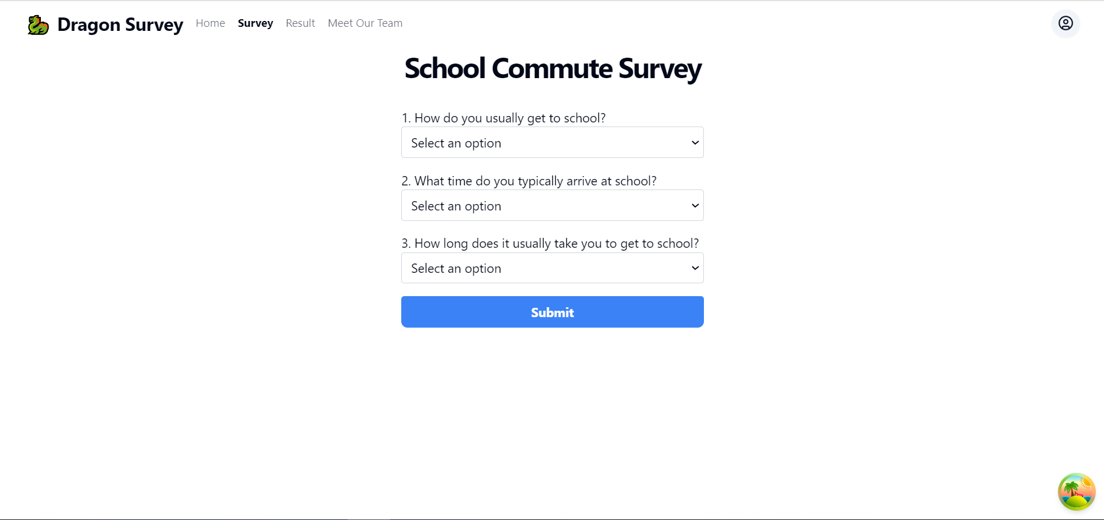 Dragon Survey Home Survey Result Meet Our Team
School Commute Survey
1. How do you usually get to school?
Select an option
2. What time do you typically arrive at school?
Select an option
3. How long does it usually take you to get to school?
Select an option
Submit